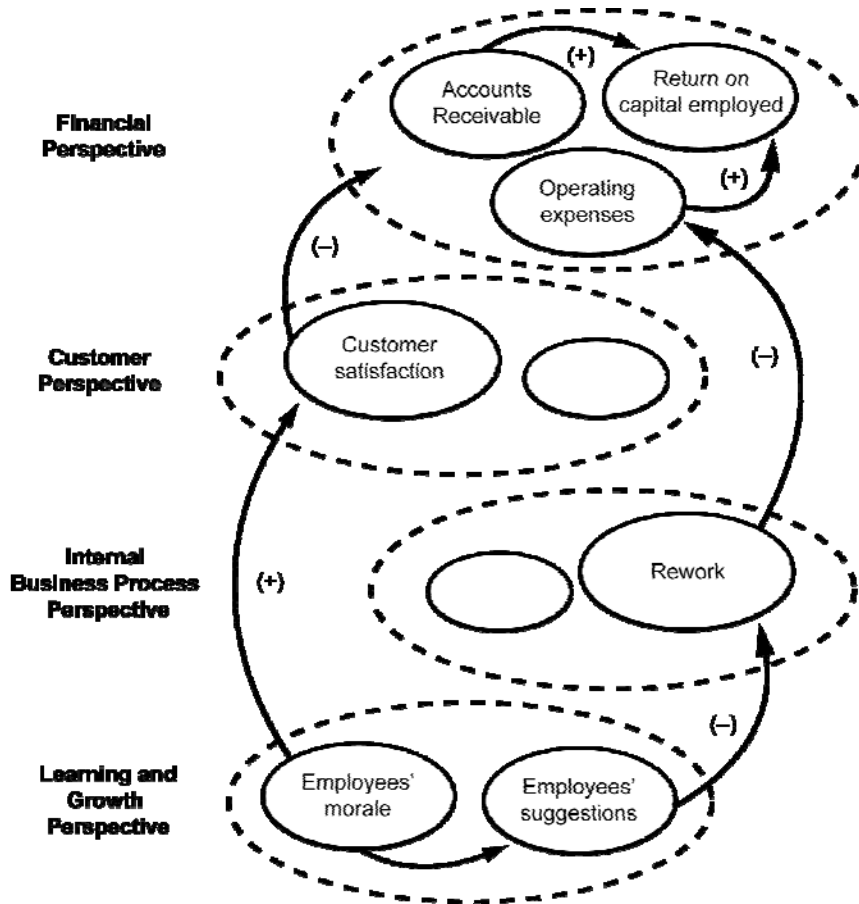 Financial
Perspective
Accounts
Receivable
(+)
Return on
capital employed
Operating
expenses
(+)
(–)
Customer
Perspective
Customer
satisfaction
(–)
Internal
Business Process
Perspective
(+)
Rework
(–)
Learning and
Growth
Perspective
Employees'
morale
Employees'
suggestions